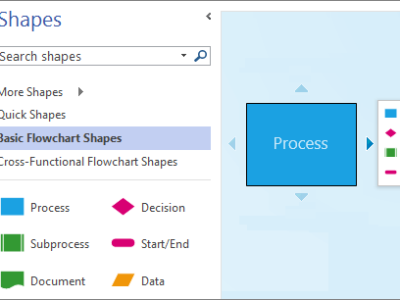 Shapes
Search shapes
More Shapes
Quick Shapes
Basic Flowchart Shapes
Cross-Functional Flowchart Shapes
Process
Decision
Subprocess
Start/End
Document
Data
Process